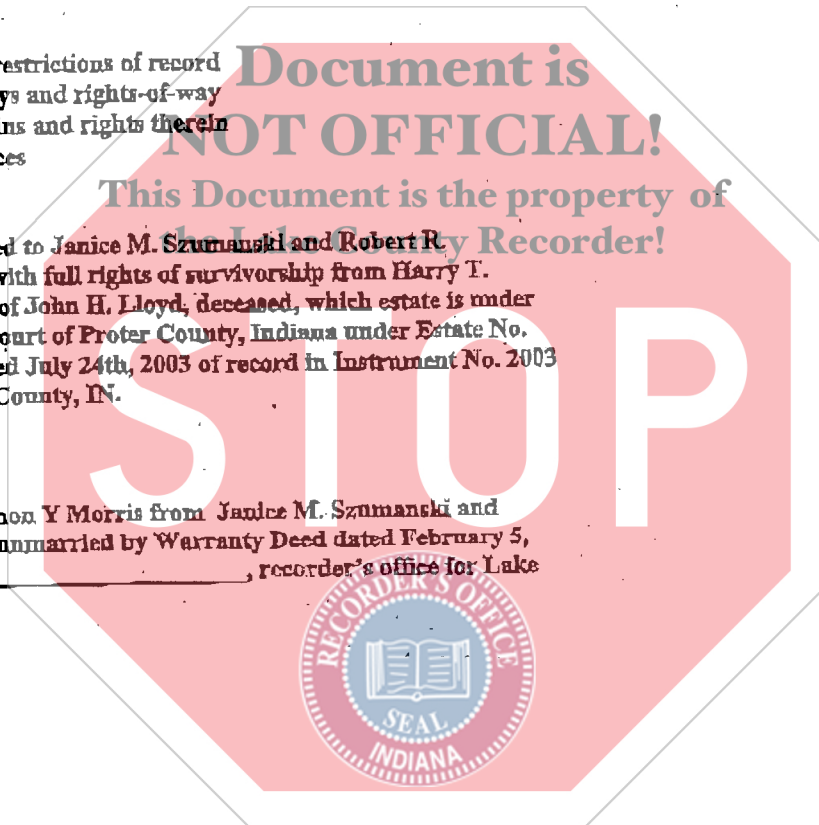 estrictions of record
ys and rights-of-way
ns and rights therein
ces
Document is
NOT OFFICIAL!
This Document is the property of
the Lake County Recorder!
ed to Janice M. Szumanski and Robert R.
with full rights of survivorship from Harry T.
of John H. Lloyd, deceased, which estate is under
ourt of Proter County, Indiana under Estate No.
ed July 24th, 2003 of record in Instrument No. 2003
County, IN.
STOP
non Y Morris from Janice M. Szumanski and
unmarried by Warranty Deed dated February 5,
, recorder's office for Lake
RECORDER'S OFFICE
SEAL
INDIANA